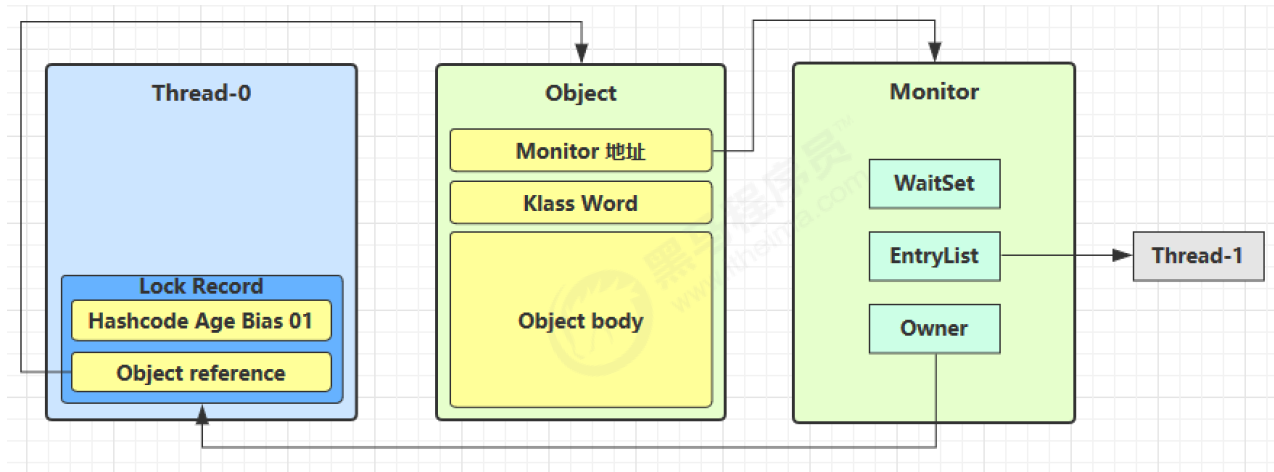 Thread-0
Lock Record
Hashcode Age Bias 01
Object reference
Object
Monitor 地址
Klass Word
Object body
Monitor
WaitSet
EntryList
Owner
Thread-1
黑马程序员 TM
www.itheima.com